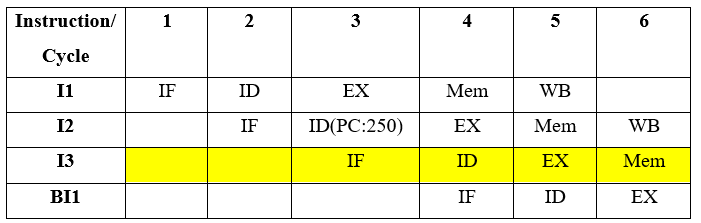 Instruction/ Cycle 1 2 3 4 5 6
I1 IF ID EX Mem WB
I2 IF ID(PC:250) EX Mem WB
I3 IF ID EX Mem
BI1 IF ID EX